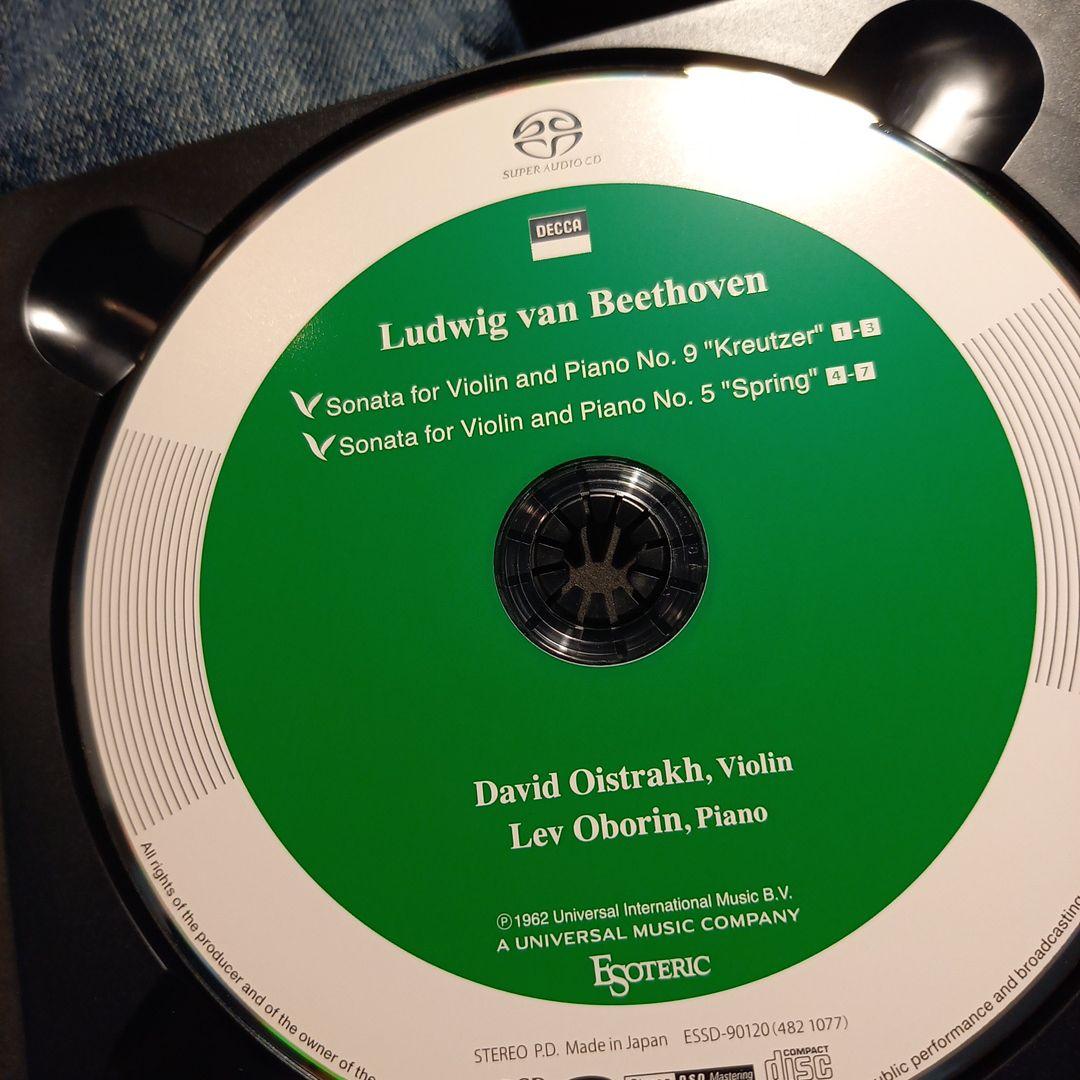 SUPER AUDIO CD
DECCA
Ludwig van Beethoven
Sonata for Violin and Piano No. 9 "Kreutzer" 1-3
Sonata for Violin and Piano No. 5 "Spring" 4-7
David Oistrakh, Violin
Lev Oborin, Piano
Ⓟ1962 Universal International Music B.V.
A UNIVERSAL MUSIC COMPANY
ESOTERIC
STEREO P.D. Made in Japan ESSD-90120 (482 1077)
DSD Mastering
COMPACT
disc
All rights of the producer and of the owner of the
public performance and broadcasting